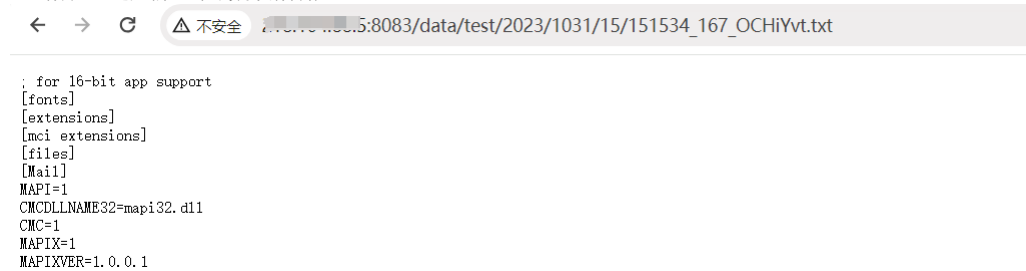 不安全
5:8083/data/test/2023/1031/15/151534_167_OCHiYvt.txt
; for 16-bit app support
[fonts]
[extensions]
[mci extensions]
[files]
[Mail]
MAPI=1
CMCDLLNAME32=mapi32.dll
CMC=1
MAPIX=1
MAPIXVER=1.0.0.1